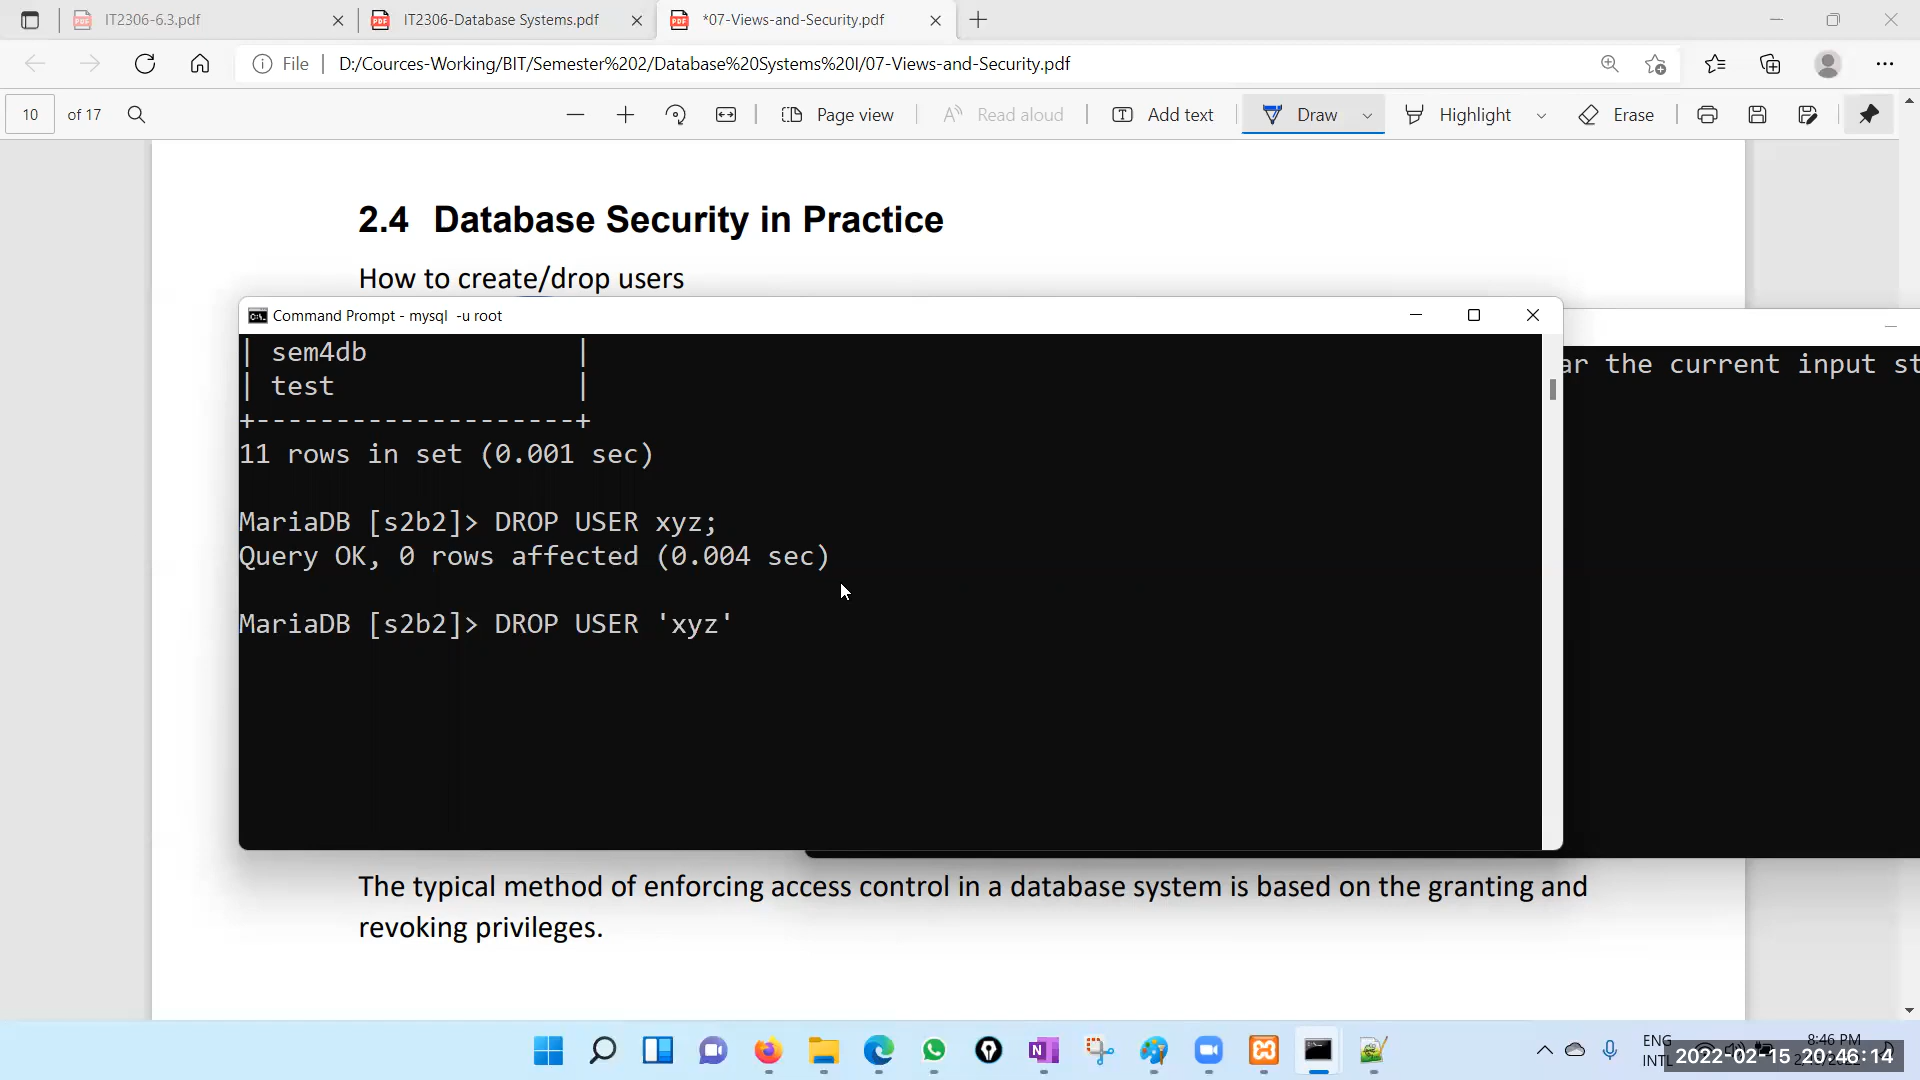 IT2306-6.3.pdf
IT2306-Database Systems.pdf
*07-Views-and-Security.pdf
File
D:/Cources-Working/BIT/Semester%202/Database%20Systems%20I/07-Views-and-Security.pdf
10 of 17
Page view
Read aloud
Add text
Draw
Highlight
Erase
2.4 Database Security in Practice
How to create/drop users
Command Prompt - mysql -u root
| sem4db |
| test |
+--------------------+
11 rows in set (0.001 sec)
MariaDB [s2b2]> DROP USER xyz;
Query OK, 0 rows affected (0.004 sec)
MariaDB [s2b2]> DROP USER 'xyz'
ar the current input st
The typical method of enforcing access control in a database system is based on the granting and
revoking privileges.
ENG
INTL
8:46 PM
2022-02-15 20:46:14